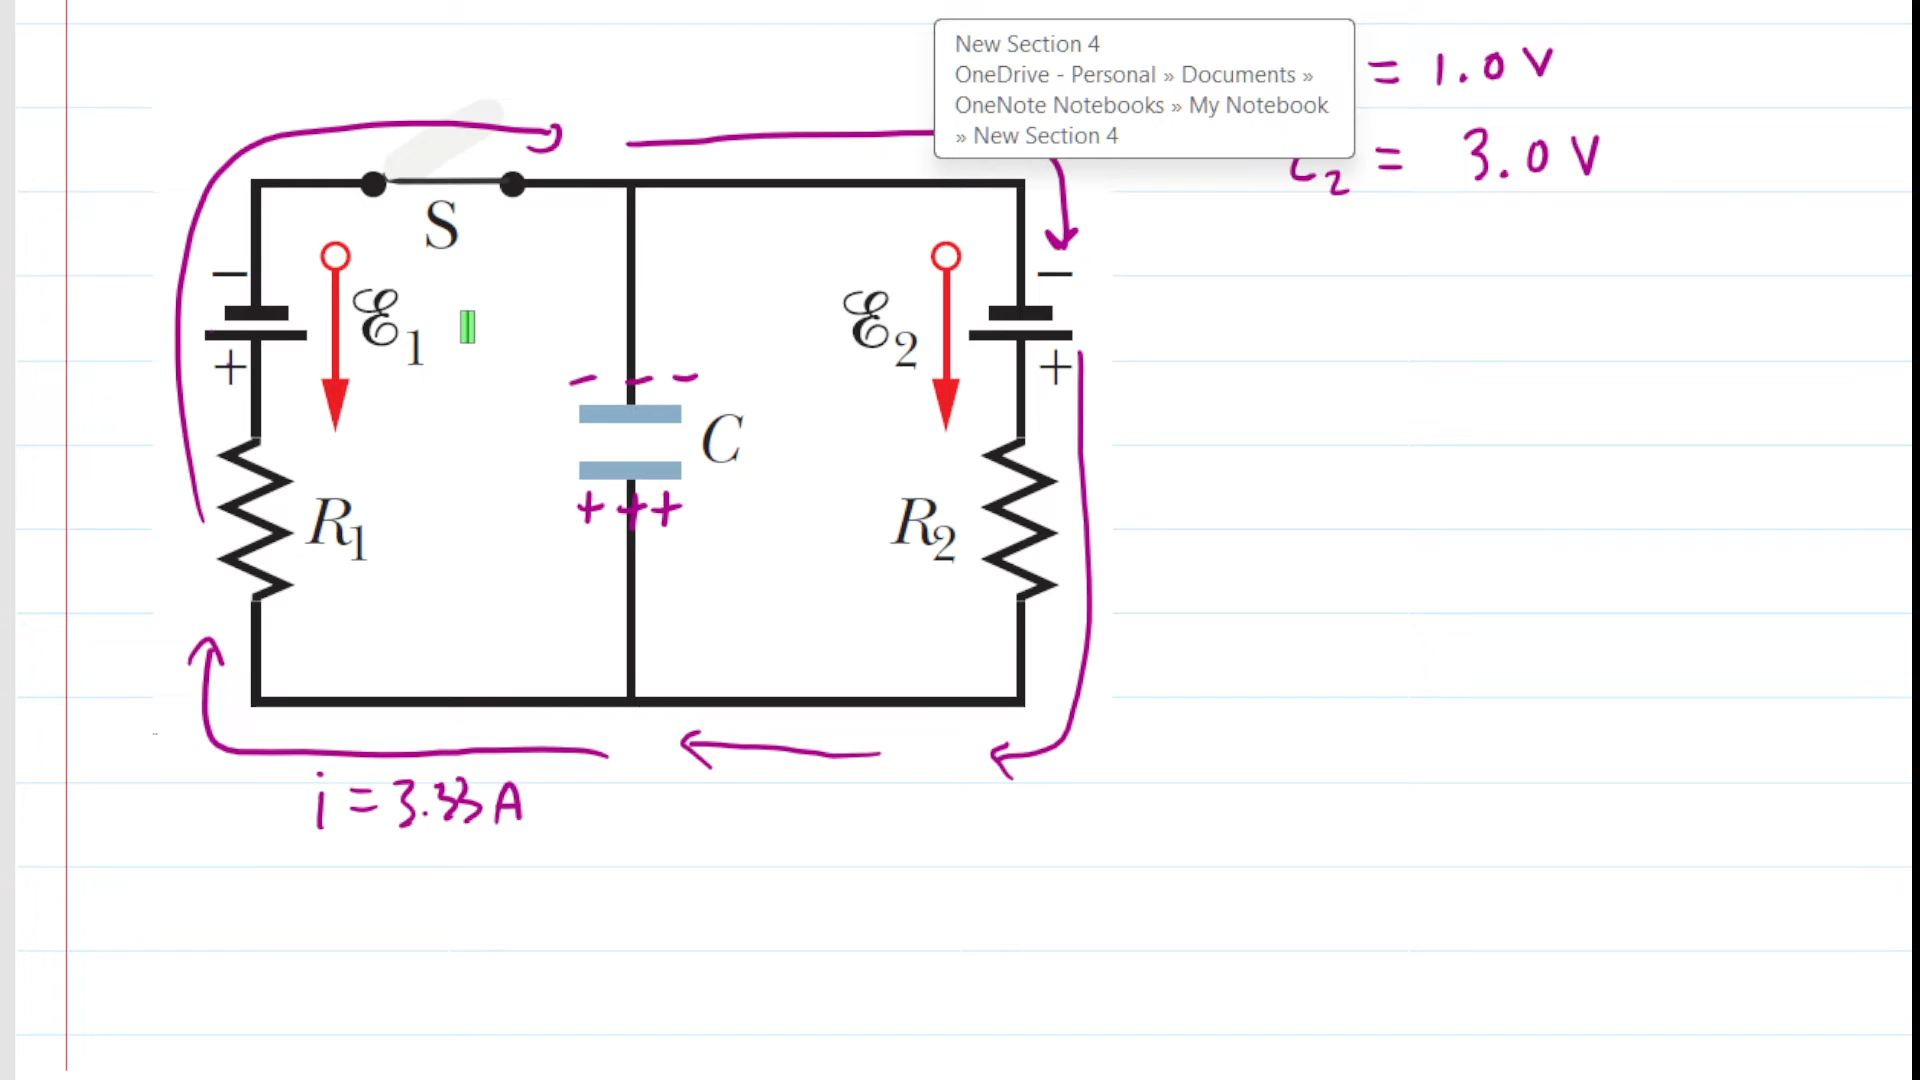 New Section 4
OneDrive - Personal » Documents »
OneNote Notebooks » My Notebook
» New Section 4
= 1.0 V
2 = 3.0 V
S
− −
ℰ1 ℰ2
+ +
- - -
C
+ + +
R1 R2
i = 3.33 A